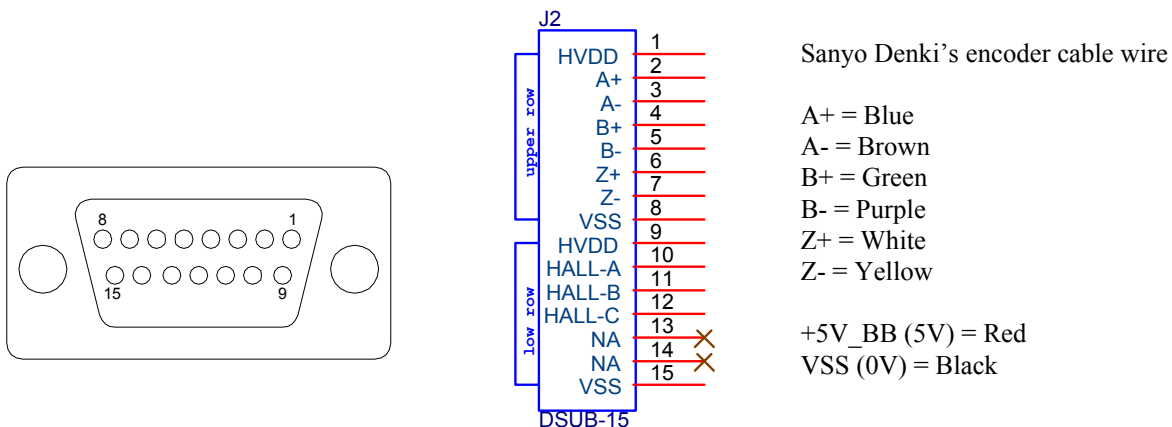 8 1
15 9
J2
upper row
low row
HVDD 1
A+ 2
A- 3
B+ 4
B- 5
Z+ 6
Z- 7
VSS 8
HVDD 9
HALL-A 10
HALL-B 11
HALL-C 12
NA 13
NA 14
VSS 15
DSUB-15
Sanyo Denki’s encoder cable wire
A+ = Blue
A- = Brown
B+ = Green
B- = Purple
Z+ = White
Z- = Yellow
+5V_BB (5V) = Red
VSS (0V) = Black